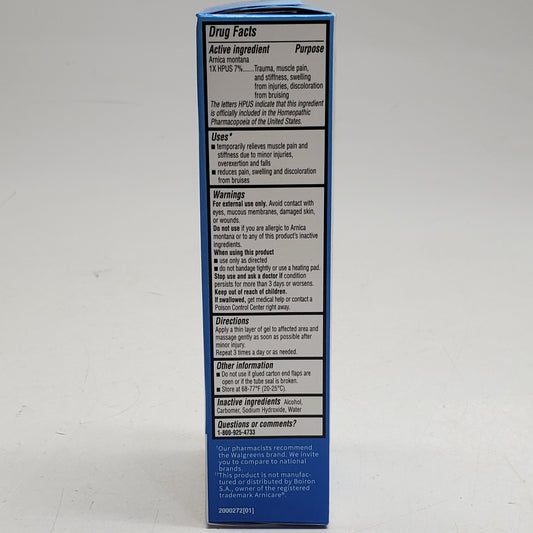 Drug Facts
Active ingredient Purpose
Arnica montana
1X HPUS 7%......Trauma, muscle pain,
and stiffness, swelling
from injuries, discoloration
from bruising
The letters HPUS indicate that this ingredient
is officially included in the Homeopathic
Pharmacopoeia of the United States.
Uses*
■ temporarily relieves muscle pain and
stiffness due to minor injuries,
overexertion and falls
■ reduces pain, swelling and discoloration
from bruises
Warnings
For external use only. Avoid contact with
eyes, mucous membranes, damaged skin,
or wounds.
Do not use if you are allergic to Arnica
montana or to any of this product's inactive
ingredients.
When using this product
■ use only as directed
■ do not bandage tightly or use a heating pad.
Stop use and ask a doctor if condition
persists for more than 3 days or worsens.
Keep out of reach of children.
If swallowed, get medical help or contact a
Poison Control Center right away.
Directions
Apply a thin layer of gel to affected area and
massage gently as soon as possible after
minor injury.
Repeat 3 times a day or as needed.
Other information
■ Do not use if glued carton end flaps are
open or if the tube seal is broken.
■ Store at 68-77°F (20-25°C).
Inactive ingredients Alcohol,
Carbomer, Sodium Hydroxide, Water
Questions or comments?
1-800-925-4733
†Our pharmacists recommend
the Walgreens brand. We invite
you to compare to national
brands.
††This product is not manufac-
tured or distributed by Boiron
S.A., owner of the registered
trademark Arnicare®.
2000272[01]